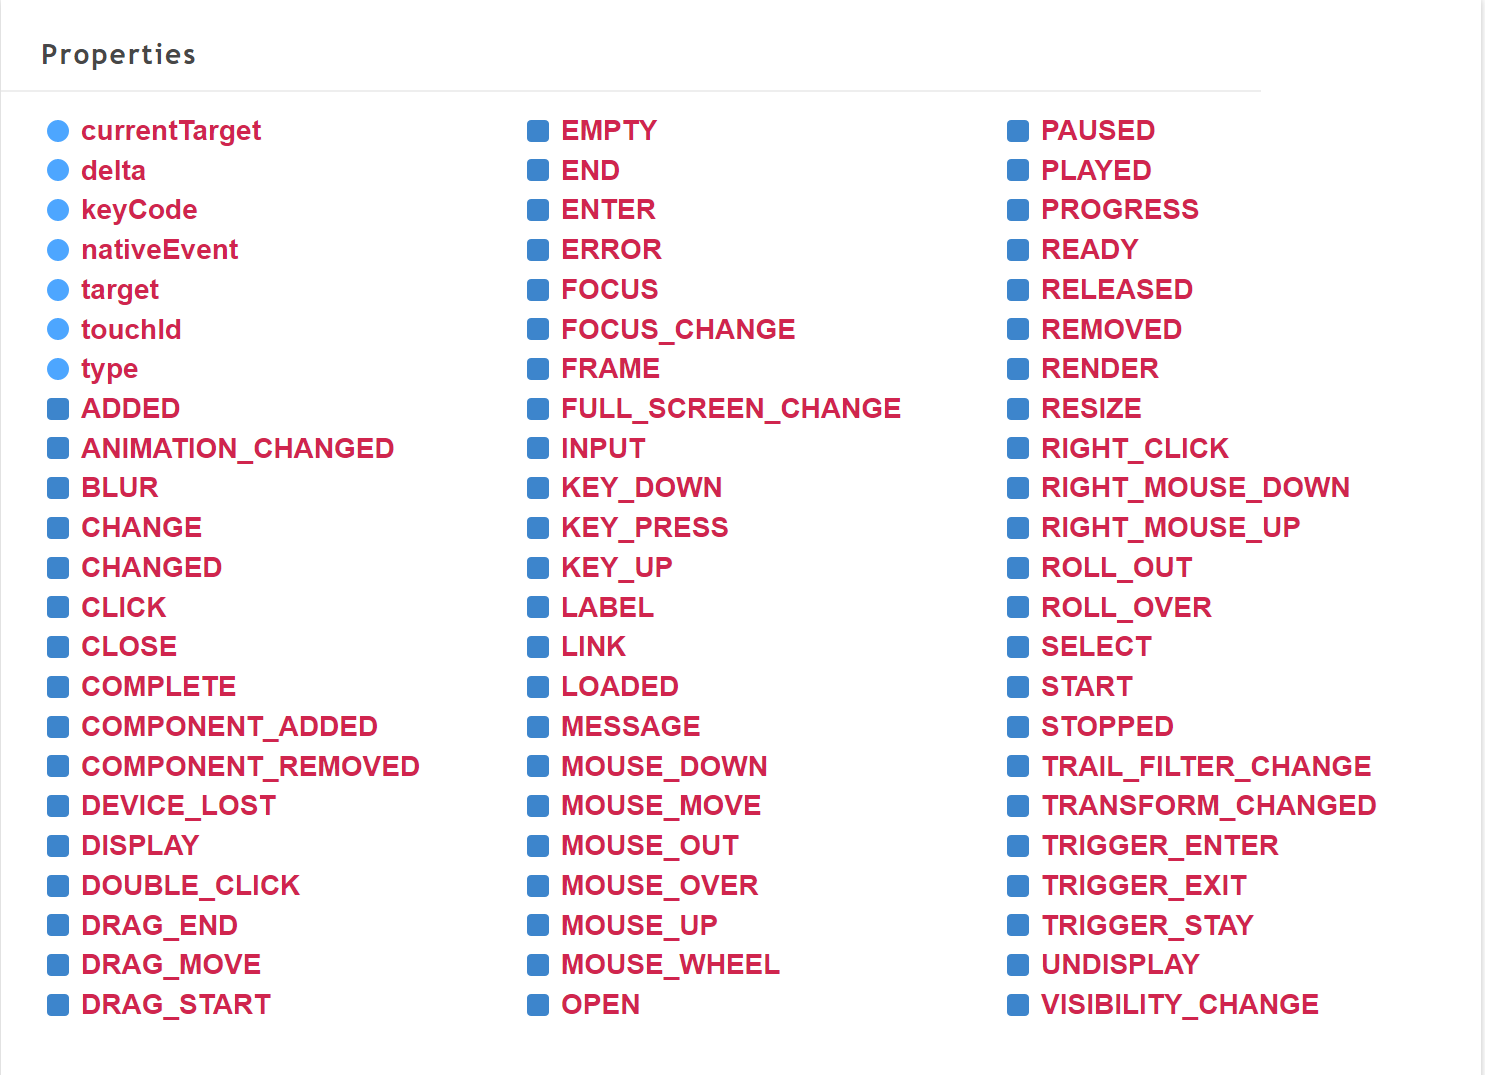 Properties
currentTarget
delta
keyCode
nativeEvent
target
touchId
type
ADDED
ANIMATION_CHANGED
BLUR
CHANGE
CHANGED
CLICK
CLOSE
COMPLETE
COMPONENT_ADDED
COMPONENT_REMOVED
DEVICE_LOST
DISPLAY
DOUBLE_CLICK
DRAG_END
DRAG_MOVE
DRAG_START
EMPTY
END
ENTER
ERROR
FOCUS
FOCUS_CHANGE
FRAME
FULL_SCREEN_CHANGE
INPUT
KEY_DOWN
KEY_PRESS
KEY_UP
LABEL
LINK
LOADED
MESSAGE
MOUSE_DOWN
MOUSE_MOVE
MOUSE_OUT
MOUSE_OVER
MOUSE_UP
MOUSE_WHEEL
OPEN
PAUSED
PLAYED
PROGRESS
READY
RELEASED
REMOVED
RENDER
RESIZE
RIGHT_CLICK
RIGHT_MOUSE_DOWN
RIGHT_MOUSE_UP
ROLL_OUT
ROLL_OVER
SELECT
START
STOPPED
TRAIL_FILTER_CHANGE
TRANSFORM_CHANGED
TRIGGER_ENTER
TRIGGER_EXIT
TRIGGER_STAY
UNDISPLAY
VISIBILITY_CHANGE